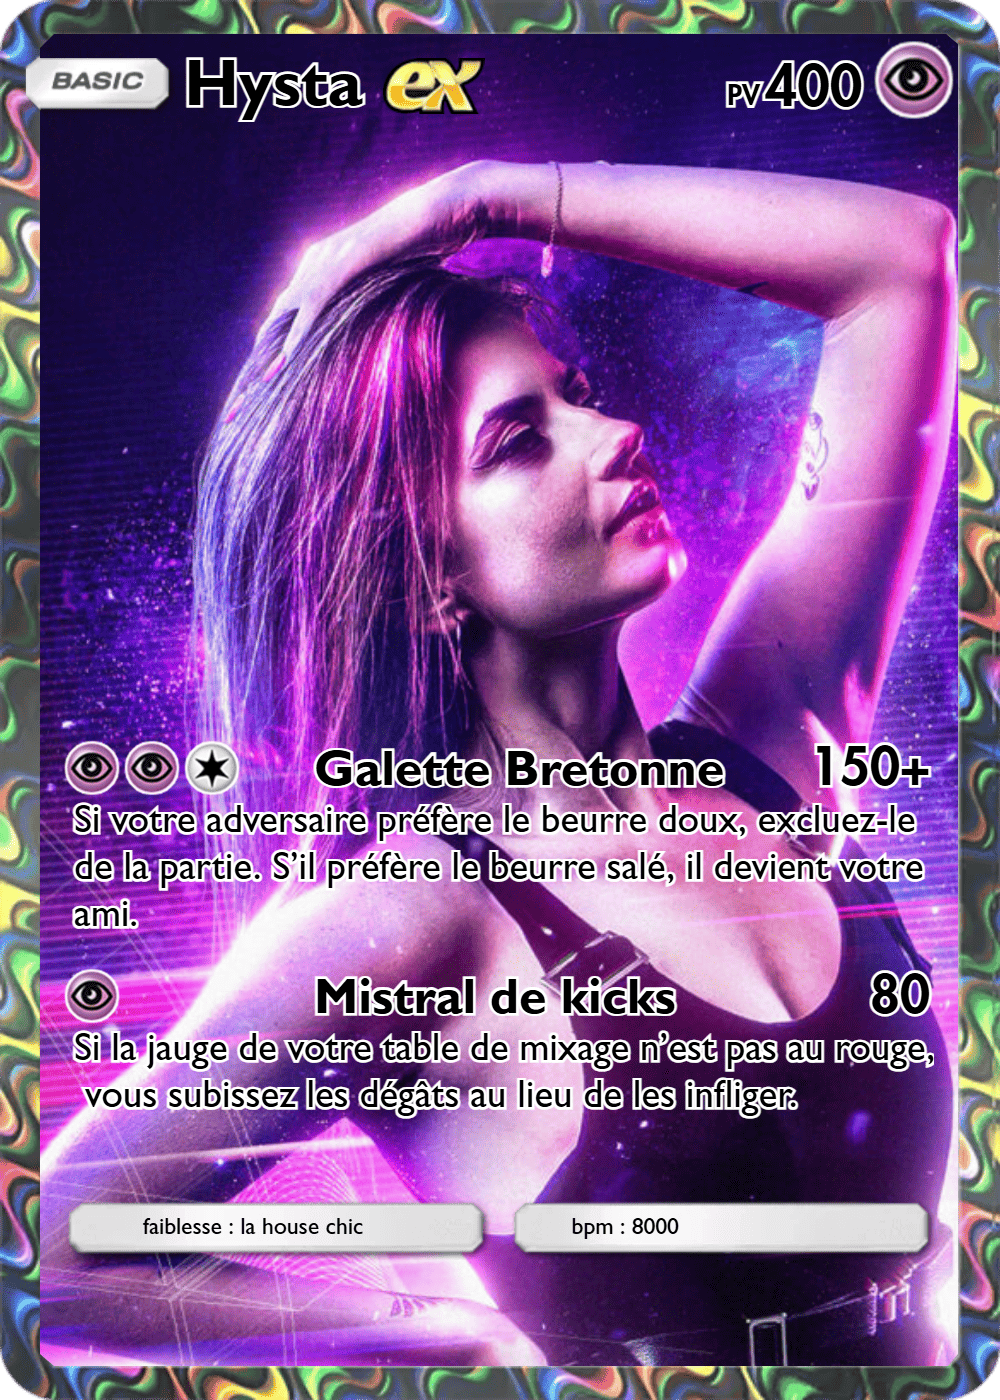 BASIC Hysta ex PV400
Galette Bretonne 150+
Si votre adversaire préfère le beurre doux, excluez-le
de la partie. S’il préfère le beurre salé, il devient votre
ami.
Mistral de kicks 80
Si la jauge de votre table de mixage n’est pas au rouge,
vous subissez les dégâts au lieu de les infliger.
faiblesse : la house chic bpm : 8000